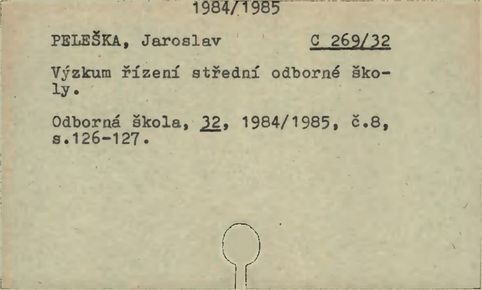 1984/1985
PELEŠKA, Jaroslav C 269/32
Výzkum řízení střední odborné ško-
ly.
Odborná škola, 32, 1984/1985, č.8,
s.126-127.